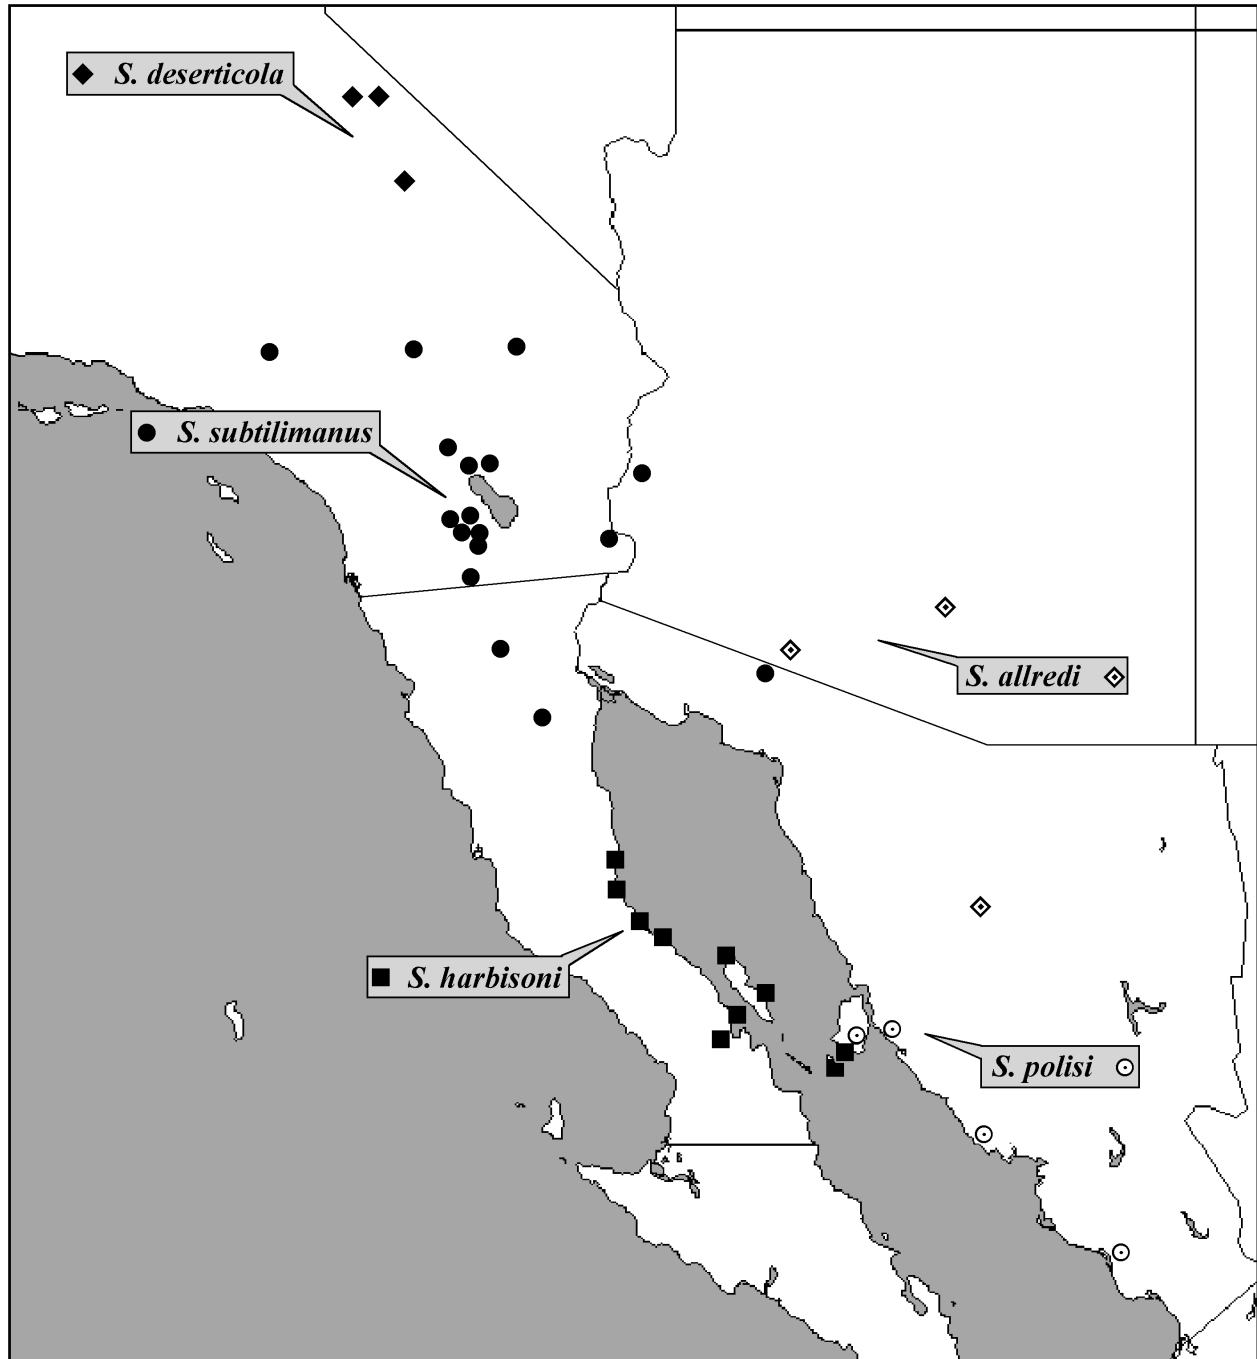 S. deserticola
S. subtilimanus
S. allredi
S. harbisoni
S. polisi